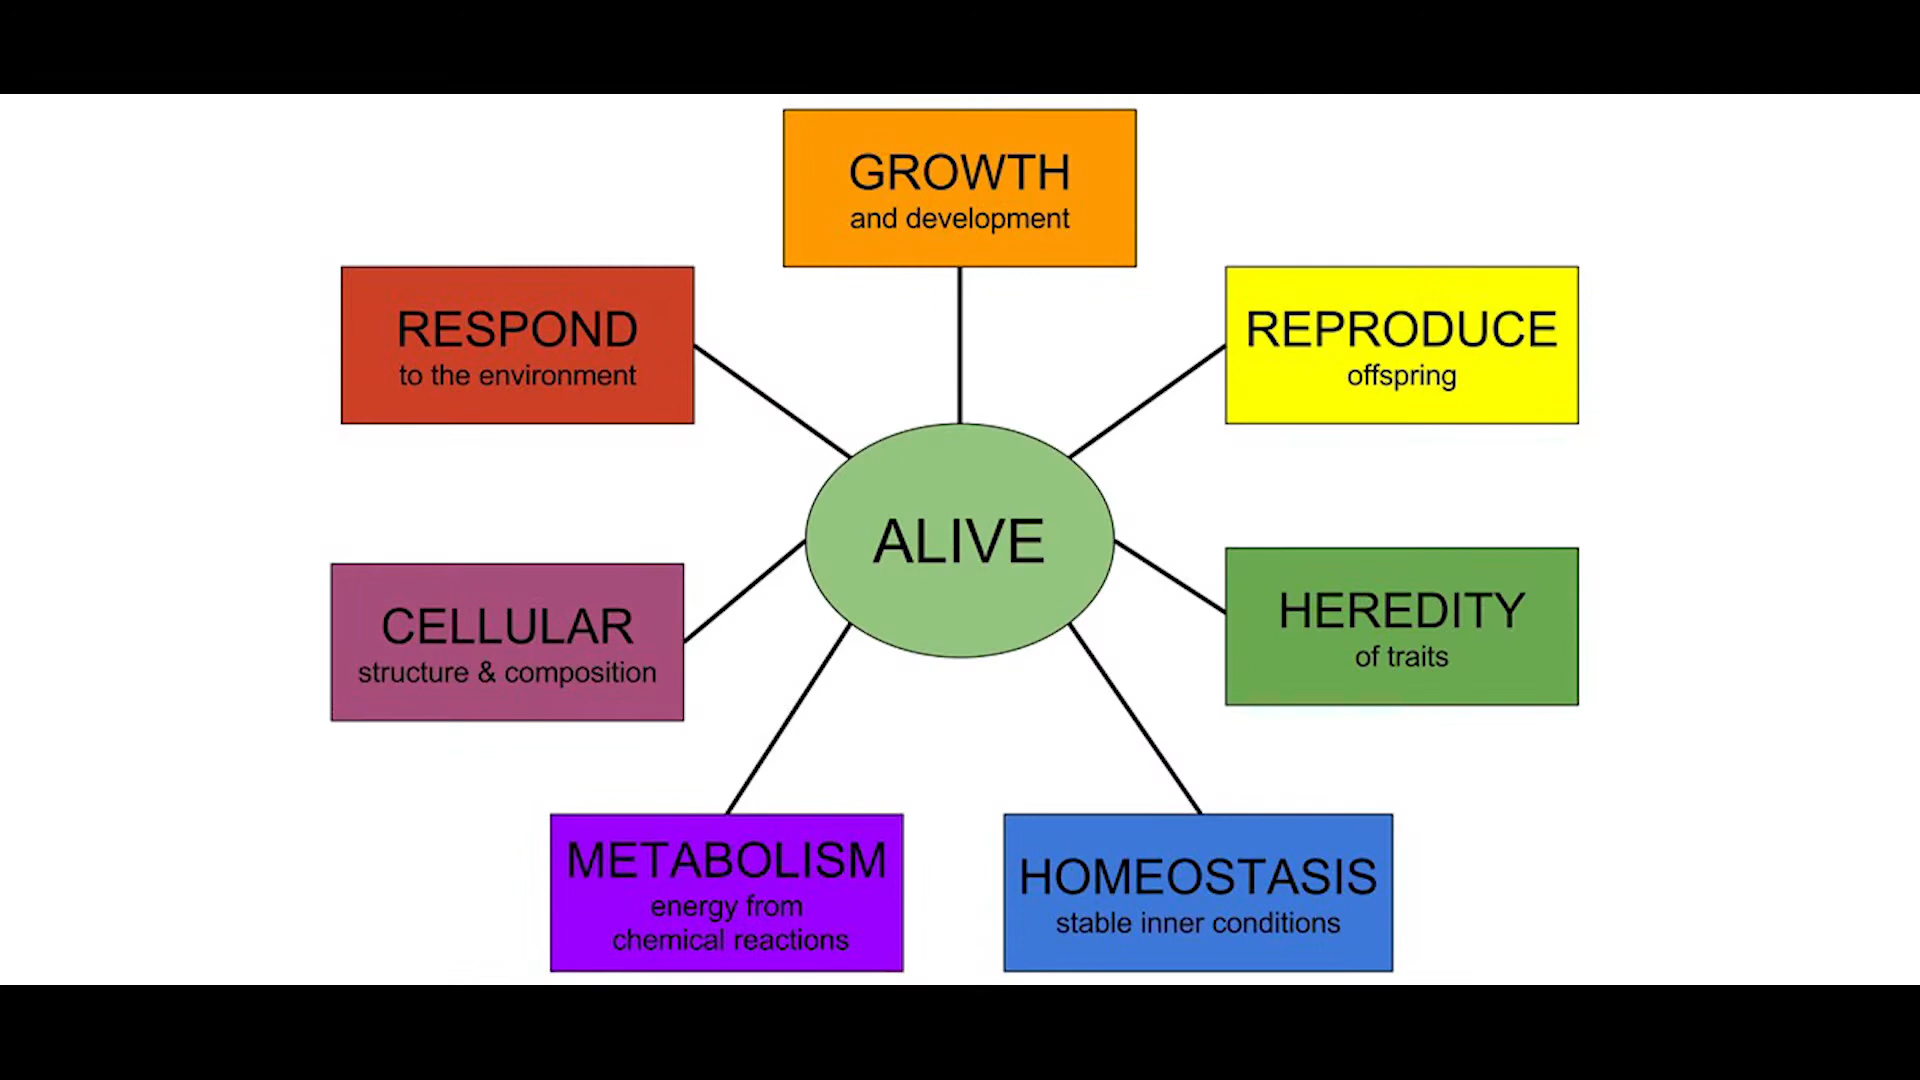 GROWTH
and development
RESPOND
to the environment
REPRODUCE
offspring
ALIVE
CELLULAR
structure & composition
HEREDITY
of traits
METABOLISM
energy from
chemical reactions
HOMEOSTASIS
stable inner conditions